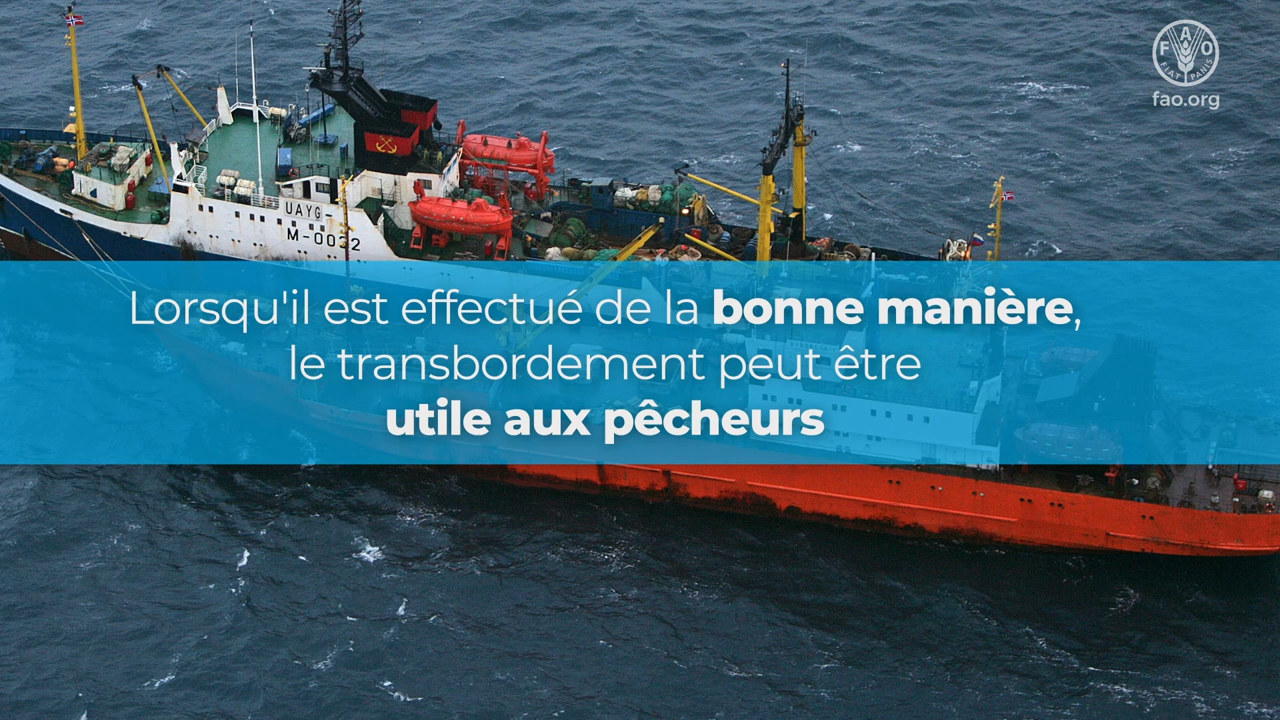 FAO
FIAT PANIS
fao.org
UAYG
M-0032
Lorsqu'il est effectué de la bonne manière,
le transbordement peut être
utile aux pêcheurs